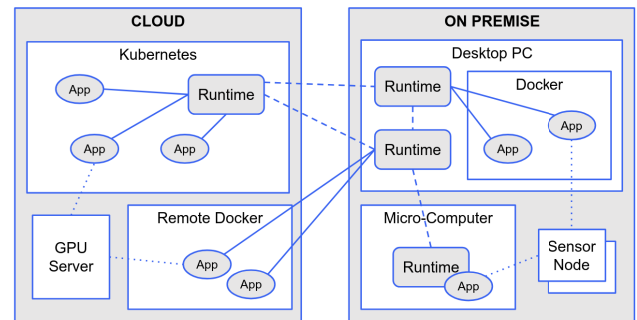 CLOUD
Kubernetes
App
Runtime
App
App
GPU
Server
Remote Docker
App
App
ON PREMISE
Desktop PC
Runtime
Docker
App
App
Runtime
Micro-Computer
Runtime
App
Sensor
Node